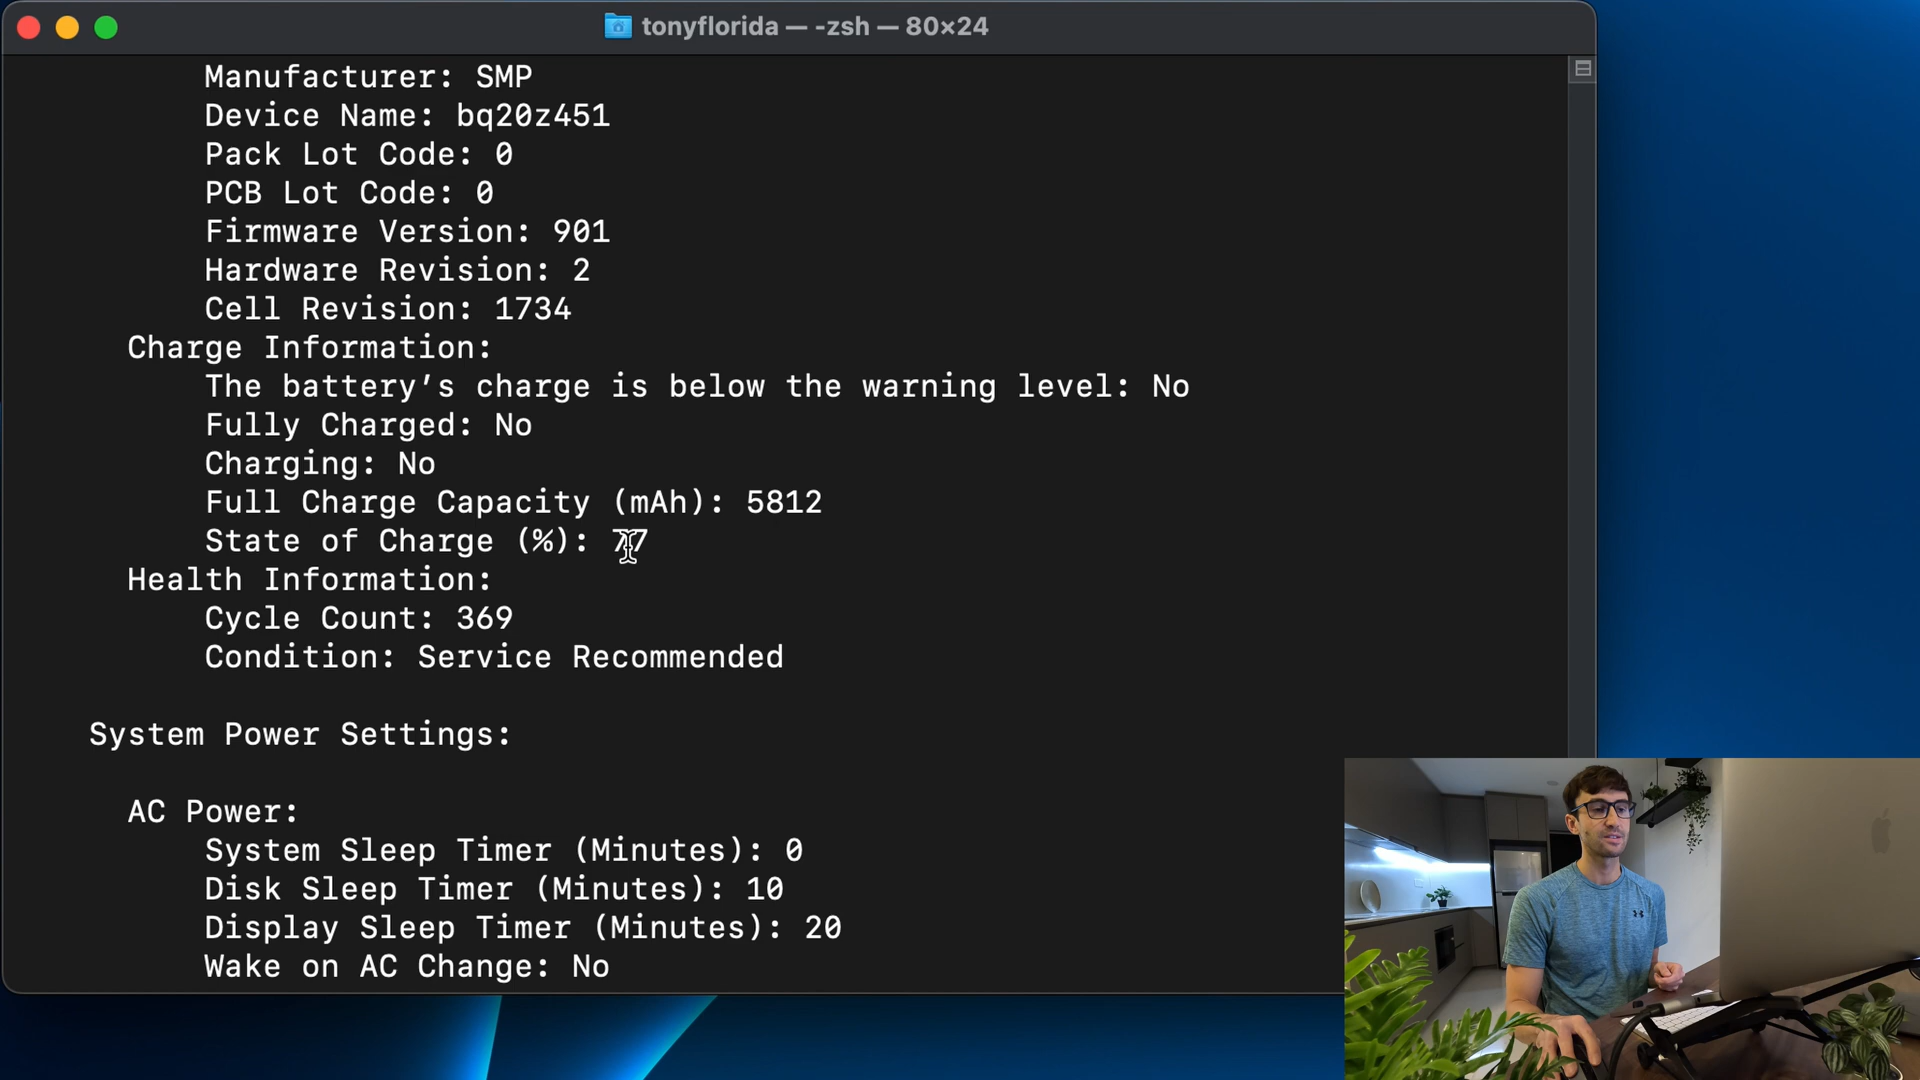 tonyflorida — -zsh — 80×24
Manufacturer: SMP
Device Name: bq20z451
Pack Lot Code: 0
PCB Lot Code: 0
Firmware Version: 901
Hardware Revision: 2
Cell Revision: 1734
Charge Information:
The battery’s charge is below the warning level: No
Fully Charged: No
Charging: No
Full Charge Capacity (mAh): 5812
State of Charge (%): 77
Health Information:
Cycle Count: 369
Condition: Service Recommended
System Power Settings:
AC Power:
System Sleep Timer (Minutes): 0
Disk Sleep Timer (Minutes): 10
Display Sleep Timer (Minutes): 20
Wake on AC Change: No